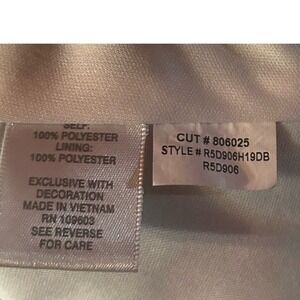 SELF:
100% POLYESTER
LINING:
100% POLYESTER
EXCLUSIVE WITH
DECORATION
MADE IN VIETNAM
RN 109603
SEE REVERSE
FOR CARE
CUT # 806025
STYLE# R5D906H19DB
R5D906